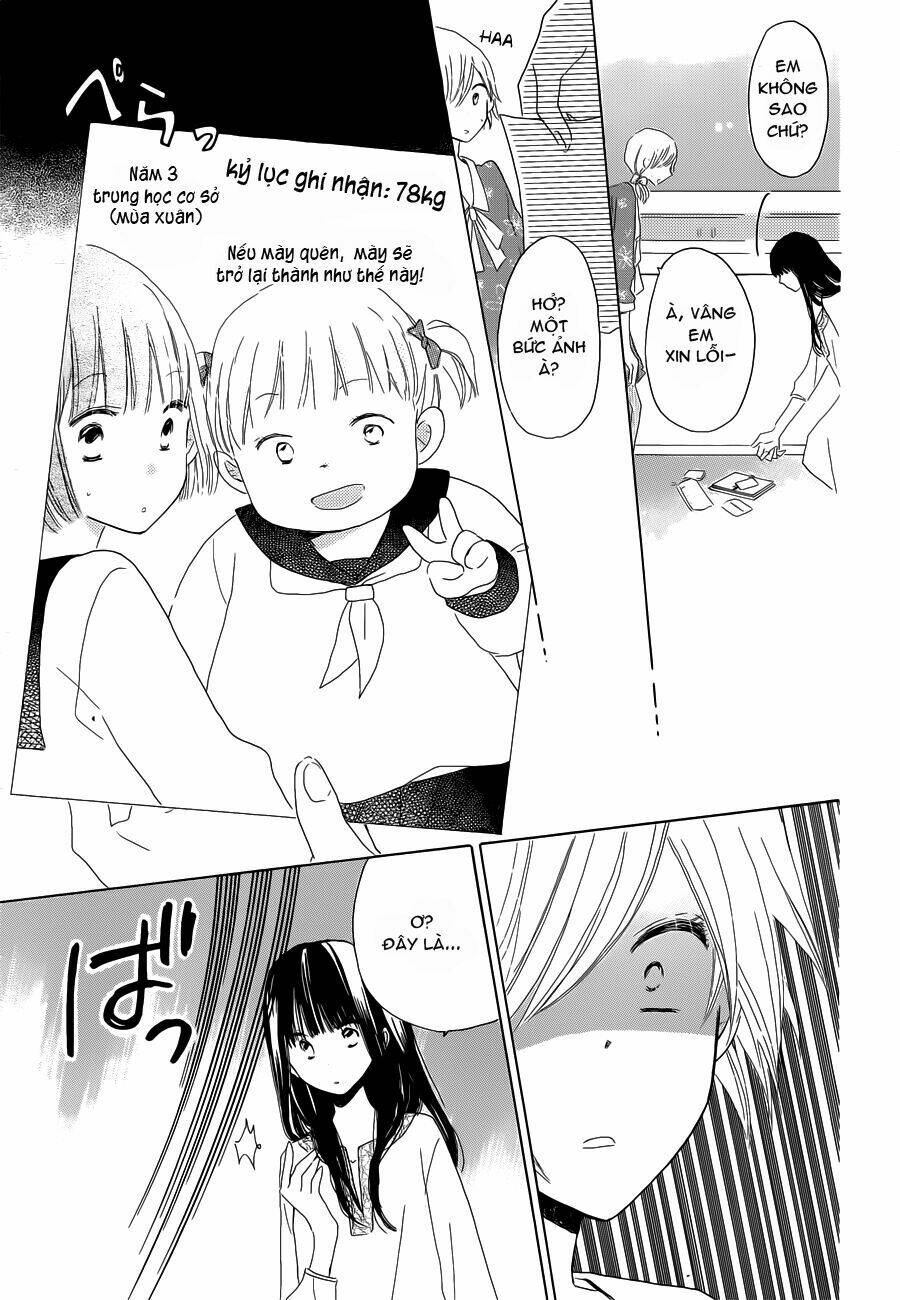 EM
KHÔNG
SAO
CHỨ?
À, VÂNG
EM
XIN LỖI-
HAA
HỞ?
MỘT
BỨC ẢNH
À?
ぺらっ
Năm 3
trung học cơ sở
(mùa xuân)
kỷ lục ghi nhận: 78kg
Nếu mày quên, mày sẽ
trở lại thành như thế này!
Ơ?
ĐÂY LÀ...
ばっ